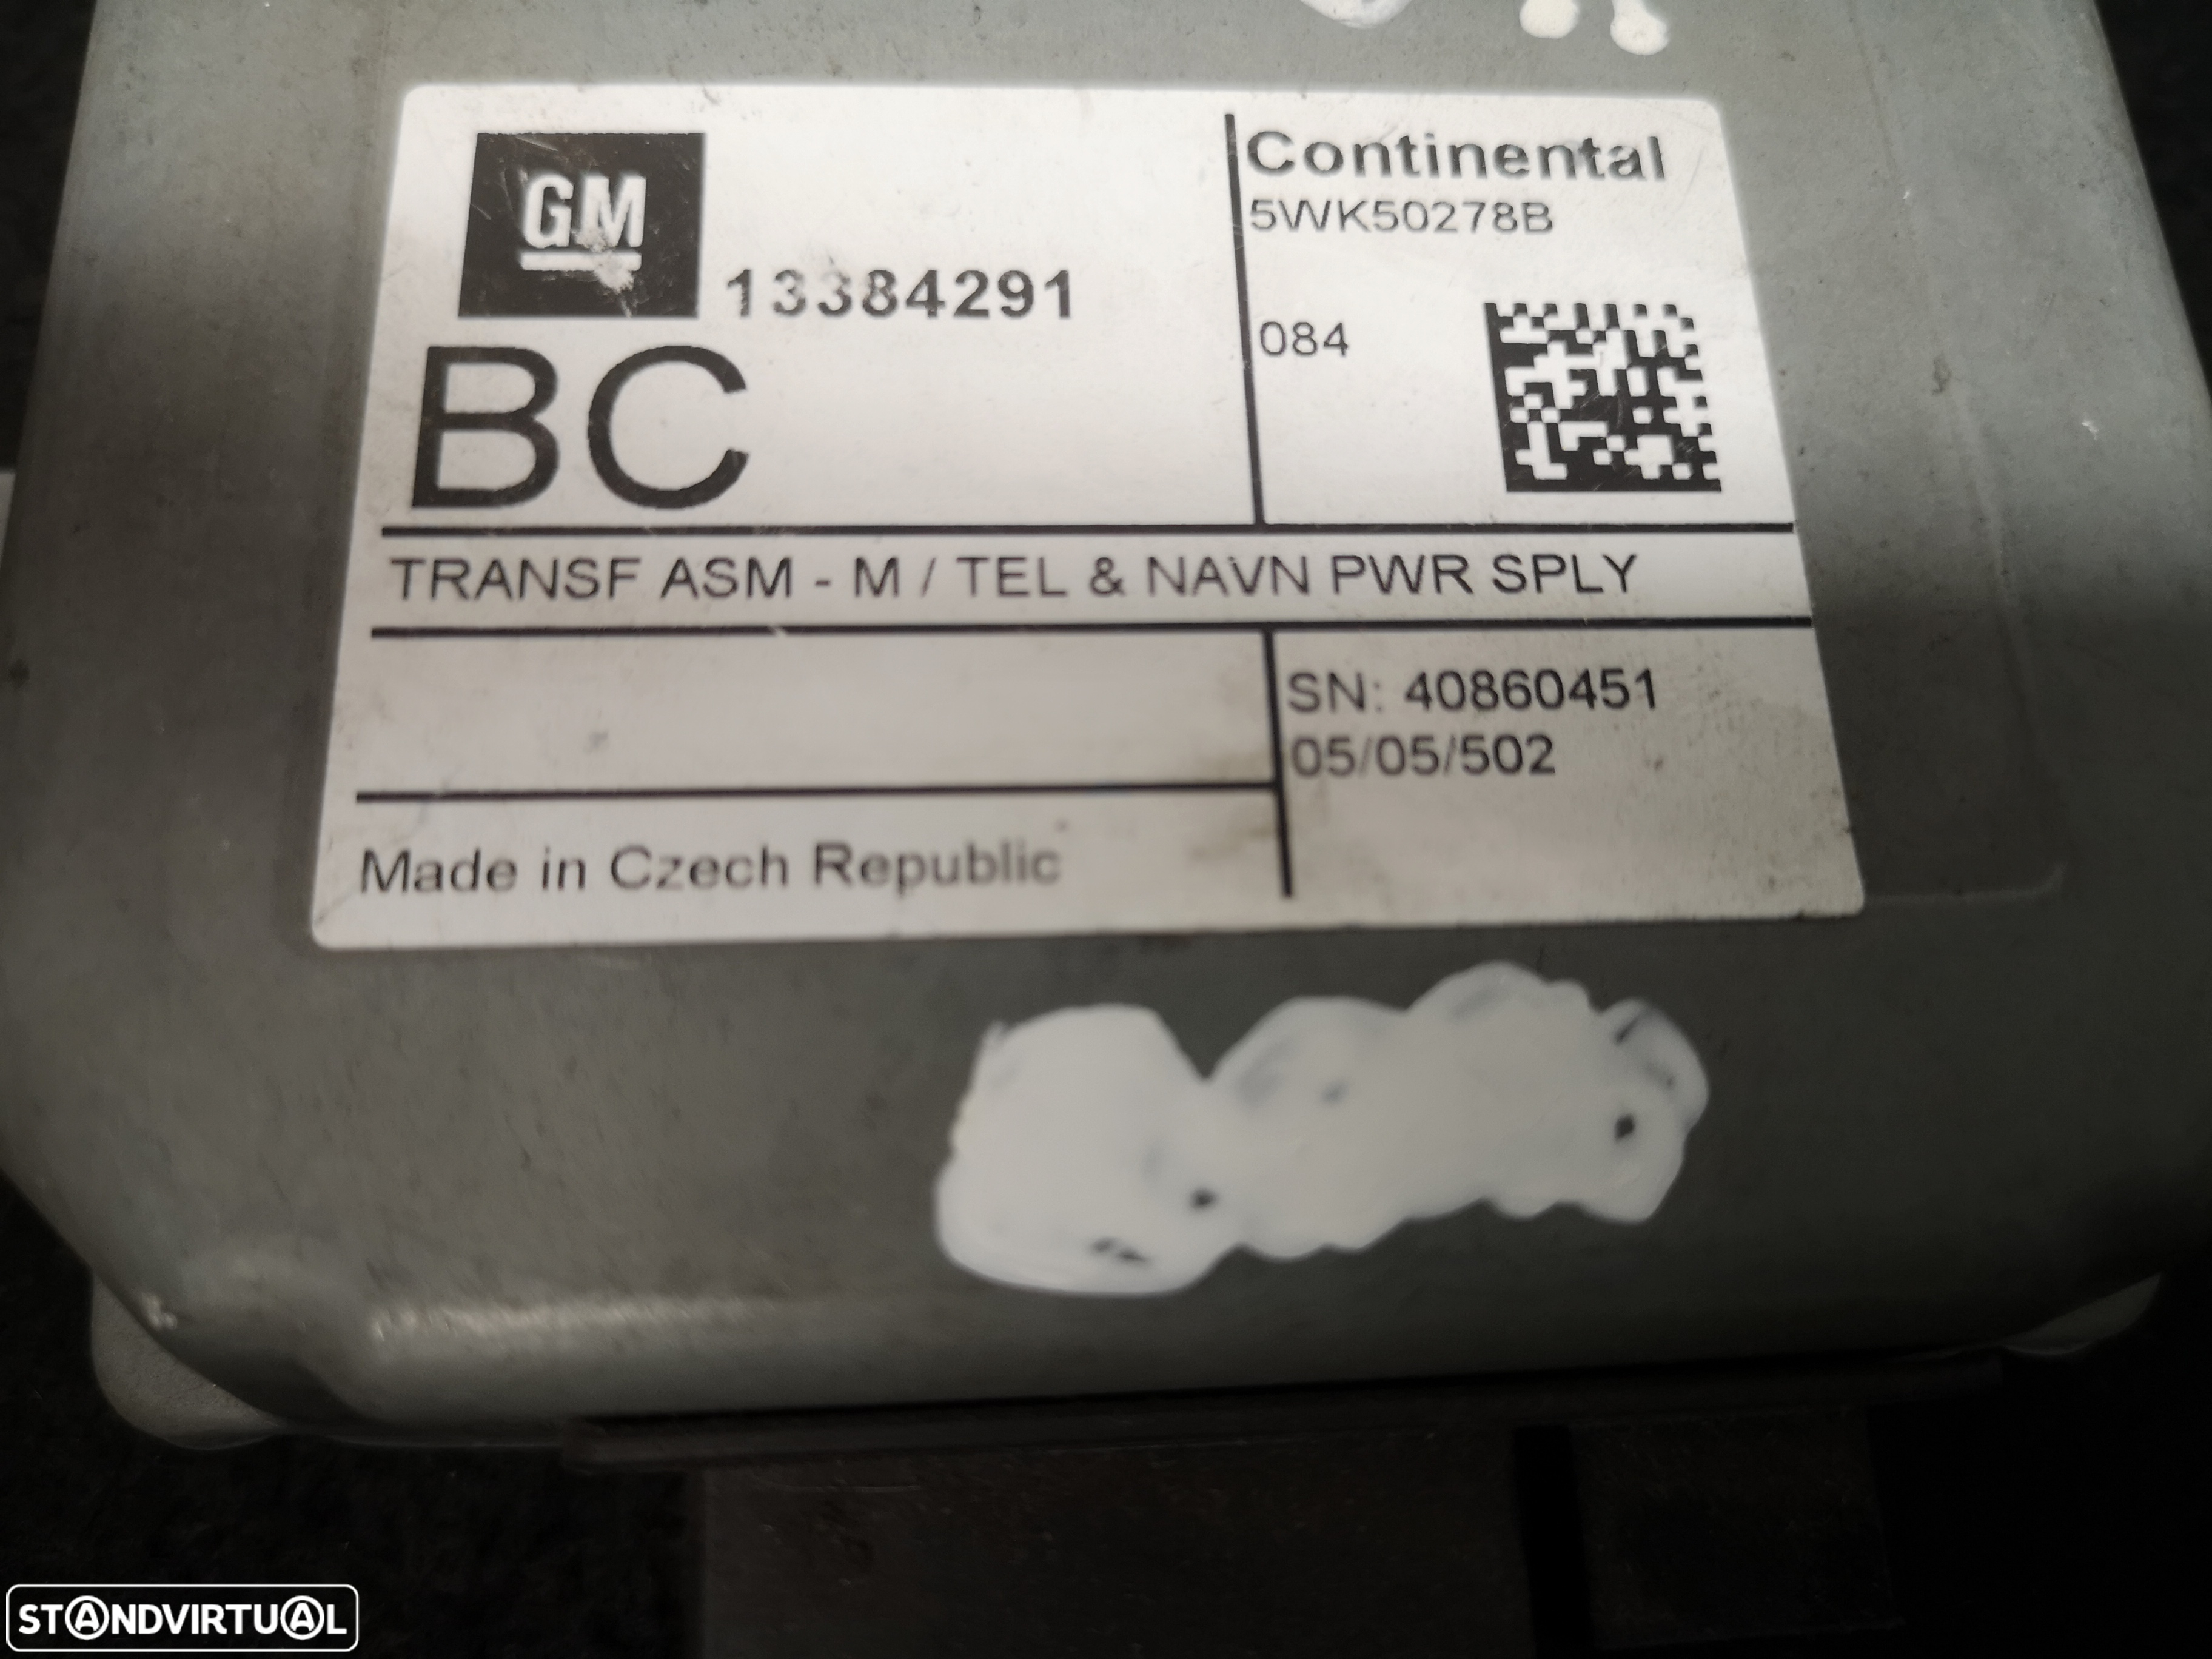 GM
13384291
BC
Continental
5WK50278B
084
TRANSF ASM - M / TEL & NAVN PWR SPLY
SN: 40860451
05/05/502
Made in Czech Republic
STANDVIRTUAL